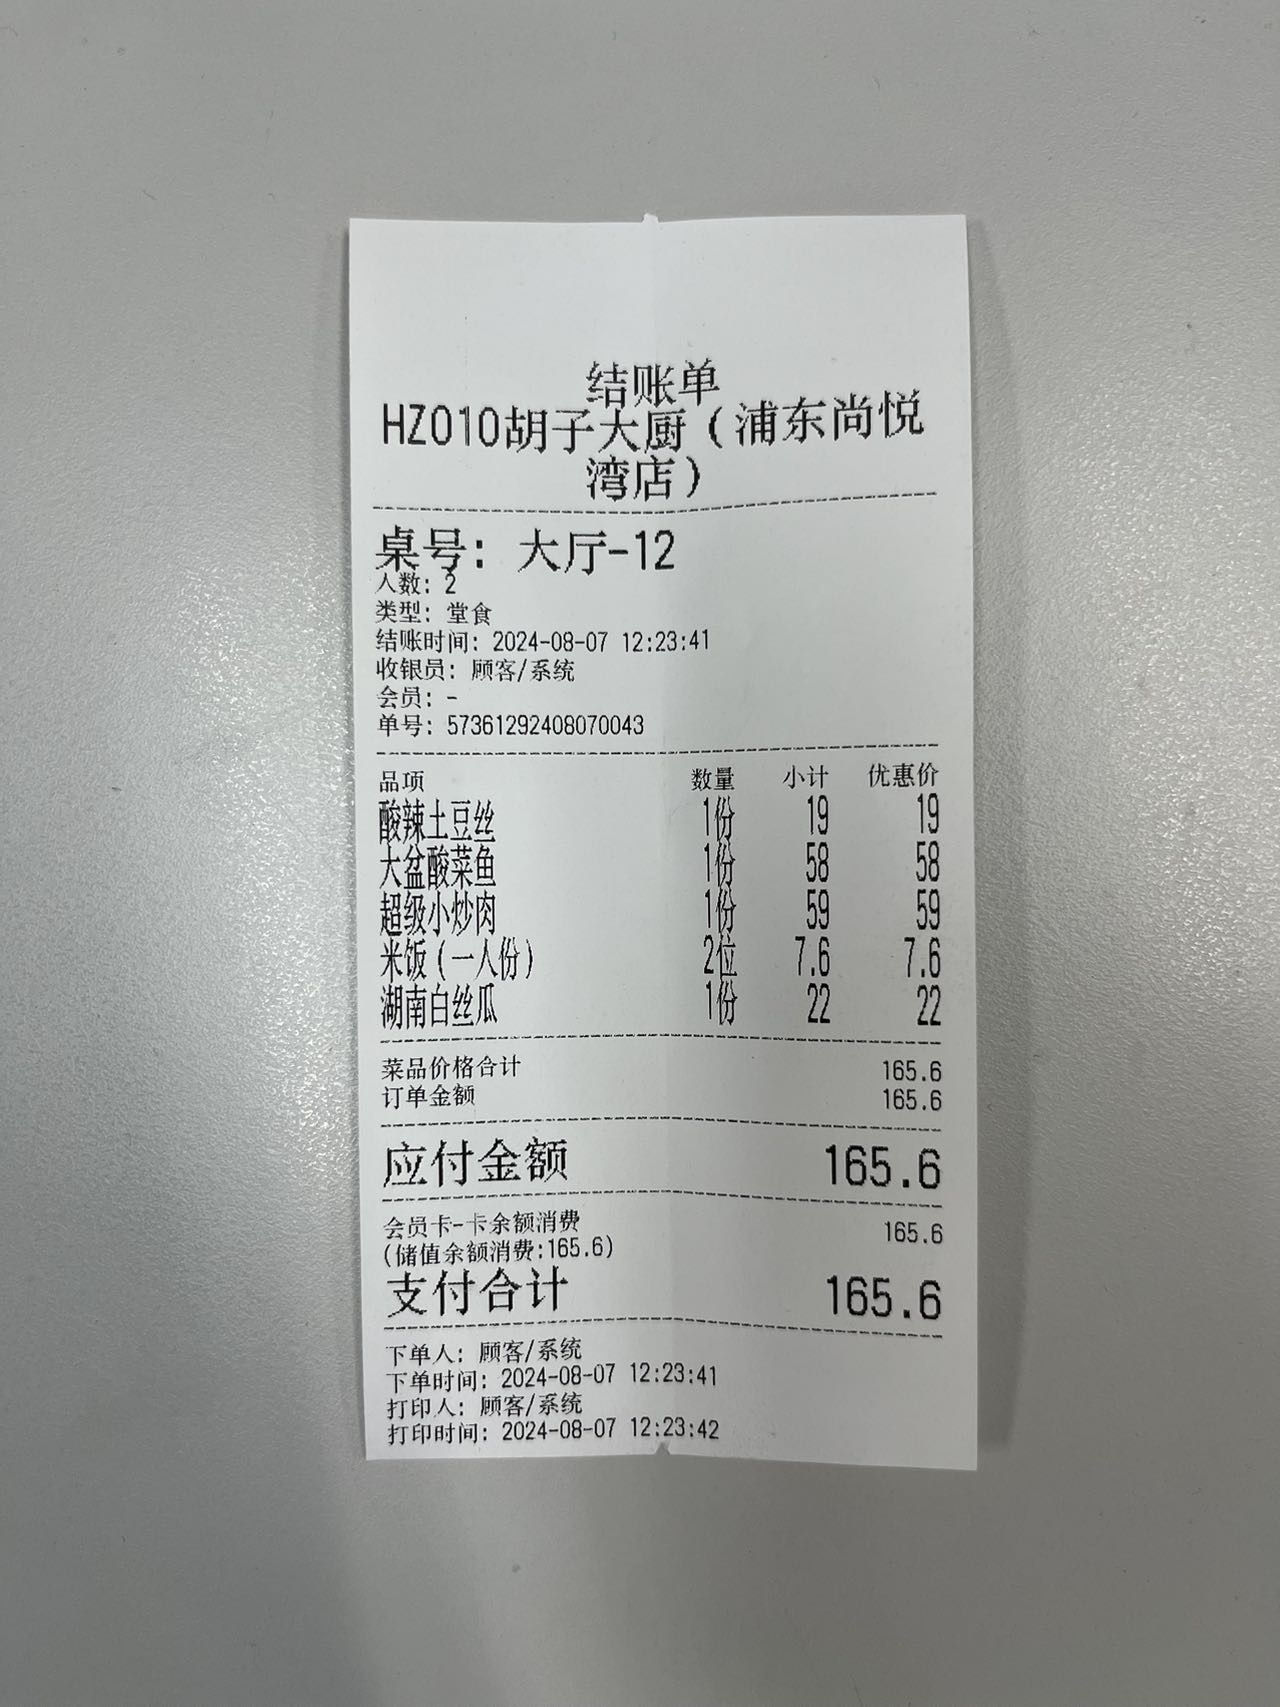 结账单
HZ010胡子大厨（浦东尚悦
湾店）
桌号：大厅-12
人数：2
类型：堂食
结账时间：2024-08-07 12:23:41
收银员：顾客/系统
会员：-
单号：57361292408070043
品项 数量 小计 优惠价
酸辣土豆丝 1份 19 19
大盆酸菜鱼 1份 58 58
超级小炒肉 1份 59 59
米饭(一人份) 2位 7.6 7.6
湖南白丝瓜 1份 22 22
菜品价格合计 165.6
订单金额 165.6
应付金额 165.6
会员卡-卡余额消费 165.6
(储值余额消费:165.6)
支付合计 165.6
下单人：顾客/系统
下单时间：2024-08-07 12:23:41
打印人：顾客/系统
打印时间：2024-08-07 12:23:42